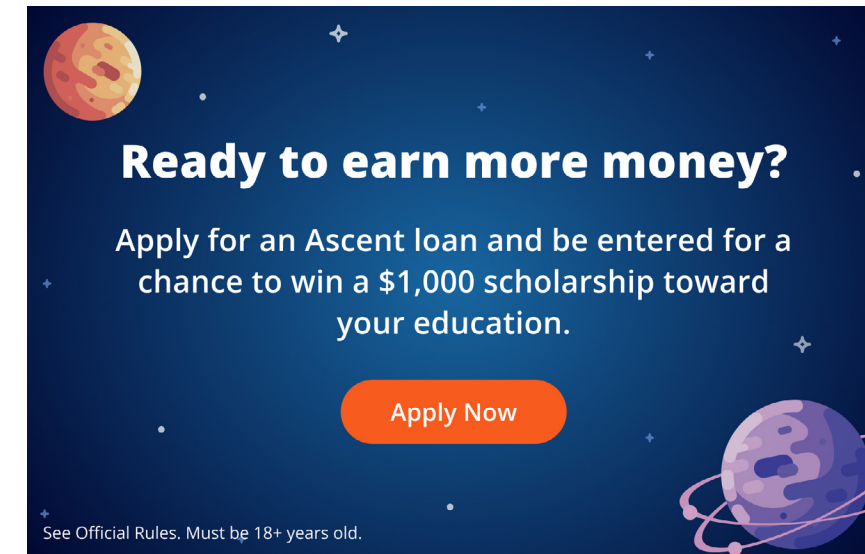 Ready to earn more money?
Apply for an Ascent loan and be entered for a
chance to win a $1,000 scholarship toward
your education.
Apply Now
See Official Rules. Must be 18+ years old.